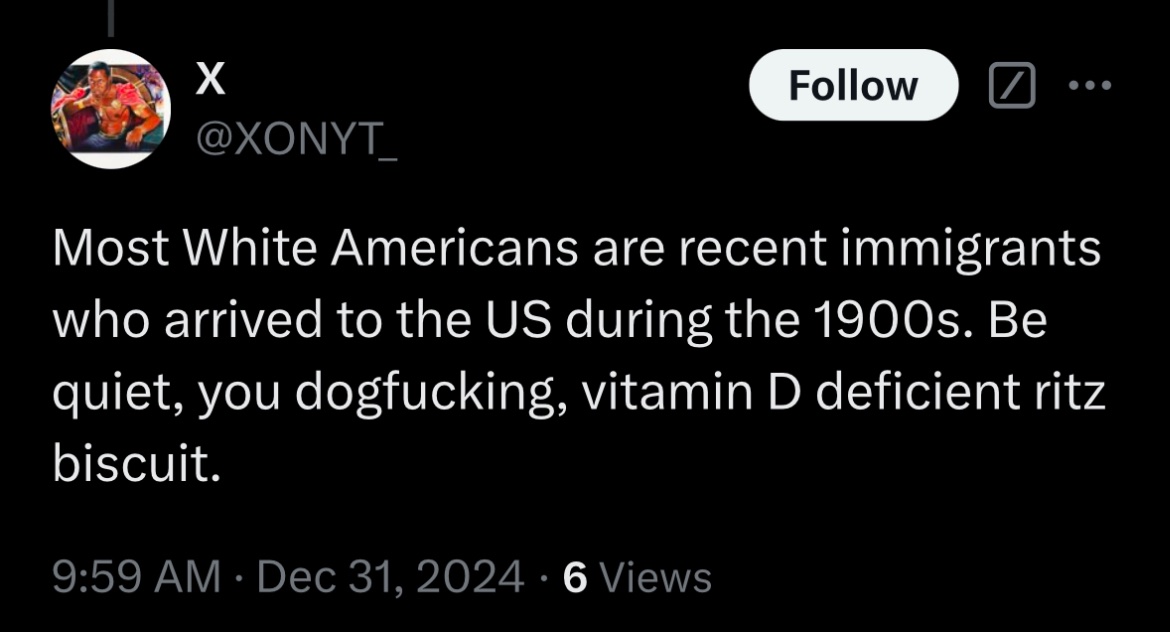 X
Follow
@XONYT_
Most White Americans are recent immigrants
who arrived to the US during the 1900s. Be
quiet, you dogfucking, vitamin D deficient ritz
biscuit.
9:59 AM · Dec 31, 2024 · 6 Views